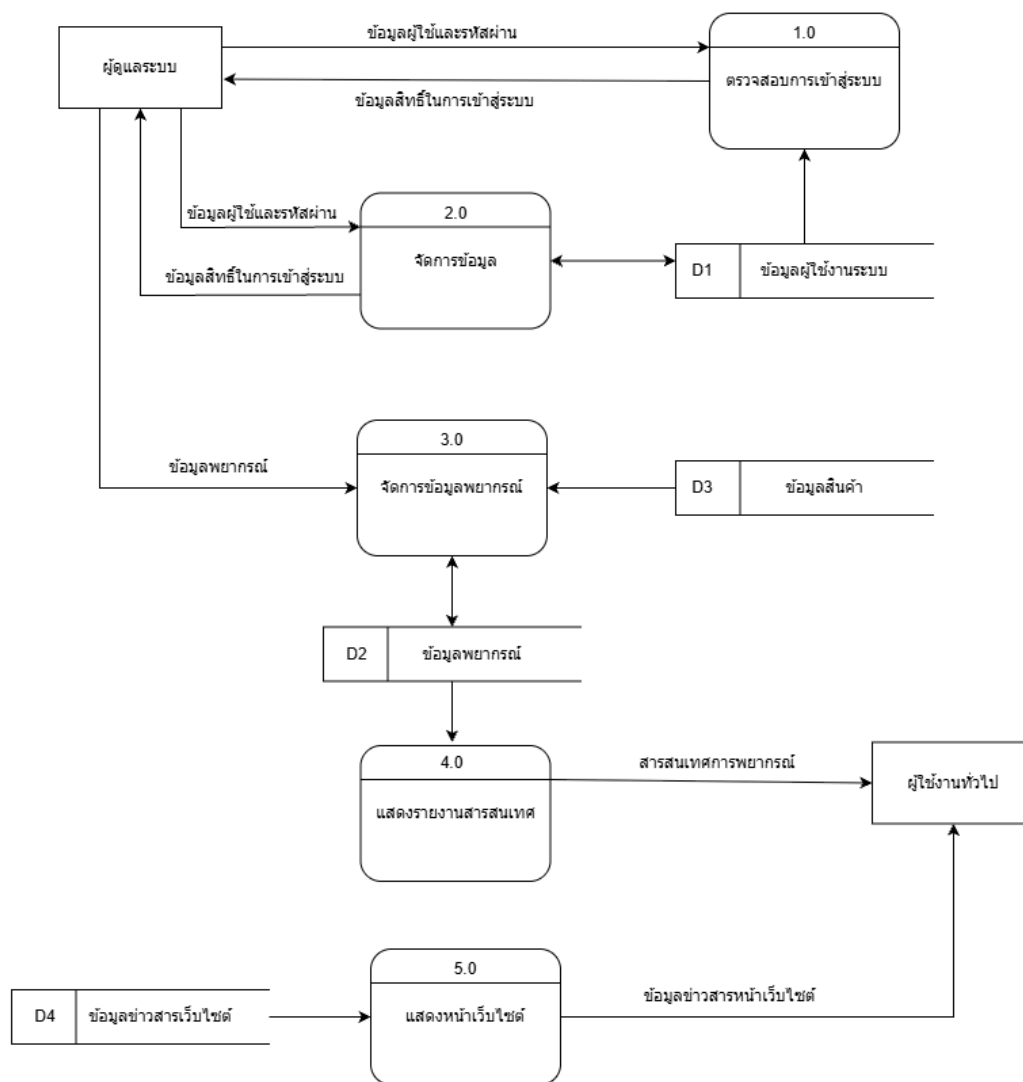 ข้อมูลผู้ใช้และรหัสผ่าน
1.0
ผู้ดูแลระบบ
ตรวจสอบการเข้าสู่ระบบ
ข้อมูลสิทธิ์ในการเข้าสู่ระบบ
ข้อมูลผู้ใช้และรหัสผ่าน
2.0
จัดการข้อมูล
ข้อมูลสิทธิ์ในการเข้าสู่ระบบ
D1
ข้อมูลผู้ใช้งานระบบ
3.0
ข้อมูลพยากรณ์
จัดการข้อมูลพยากรณ์
D3
ข้อมูลสินค้า
D2
ข้อมูลพยากรณ์
4.0
สารสนเทศการพยากรณ์
แสดงรายงานสารสนเทศ
ผู้ใช้งานทั่วไป
5.0
D4
ข้อมูลข่าวสารเว็บไซต์
แสดงหน้าเว็บไซต์
ข้อมูลข่าวสารหน้าเว็บไซต์